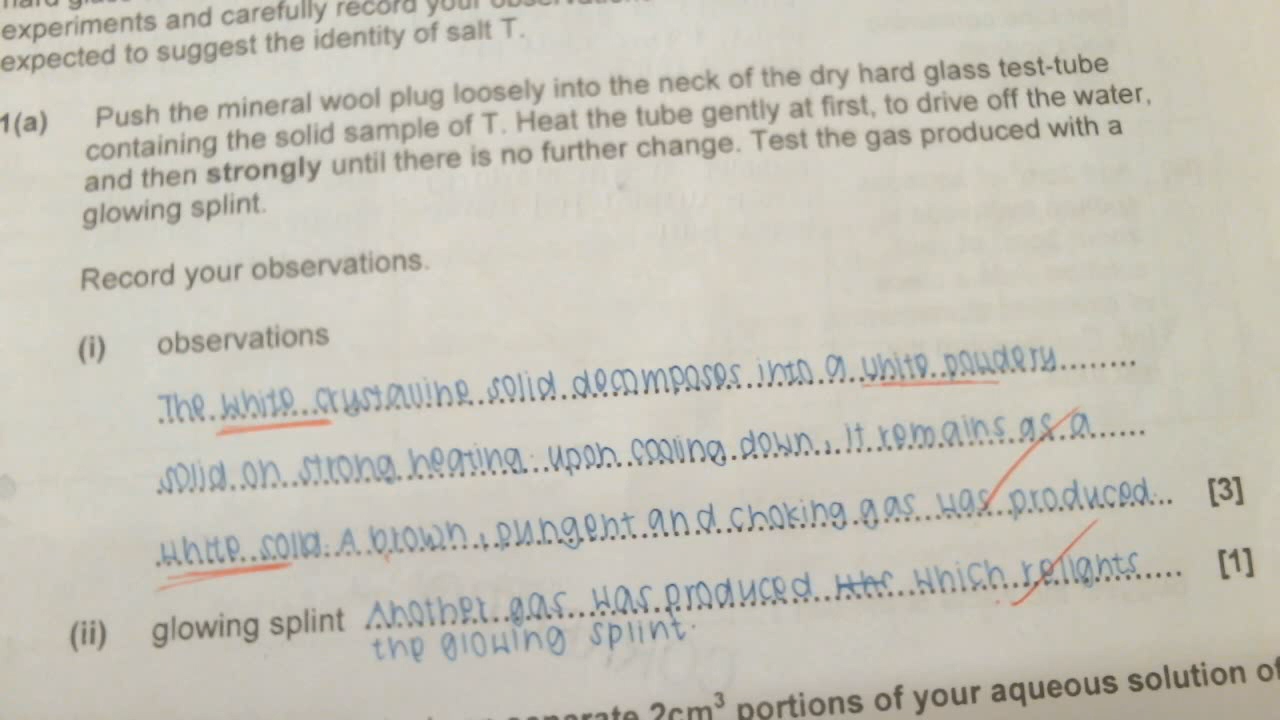 experiments and carefully record your
expected to suggest the identity of salt T.
1(a) Push the mineral wool plug loosely into the neck of the dry hard glass test-tube
containing the solid sample of T. Heat the tube gently at first, to drive off the water,
and then strongly until there is no further change. Test the gas produced with a
glowing splint.
Record your observations.
(i) observations
The white crystalline solid decomposes into a white powdery
solid on strong heating. upon cooling down, it remains as a
white solid. A brown, pungent and choking gas was produced. [3]
(ii) glowing splint Another gas was produced which relights [1]
the glowing splint.
2cm³ portions of your aqueous solution of